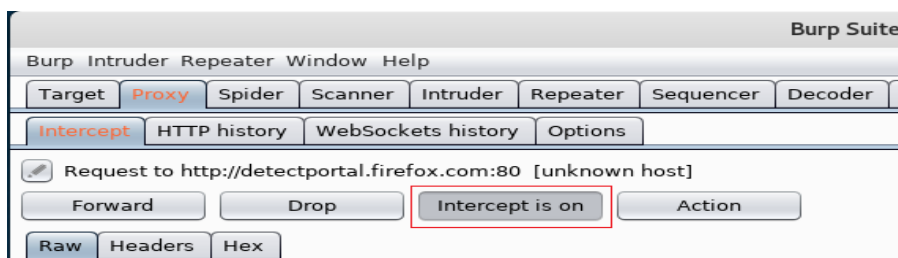 Burp Suite
Burp Intruder Repeater Window Help
Target Proxy Spider Scanner Intruder Repeater Sequencer Decoder
Intercept HTTP history WebSockets history Options
Request to http://detectportal.firefox.com:80 [unknown host]
Forward Drop Intercept is on Action
Raw Headers Hex